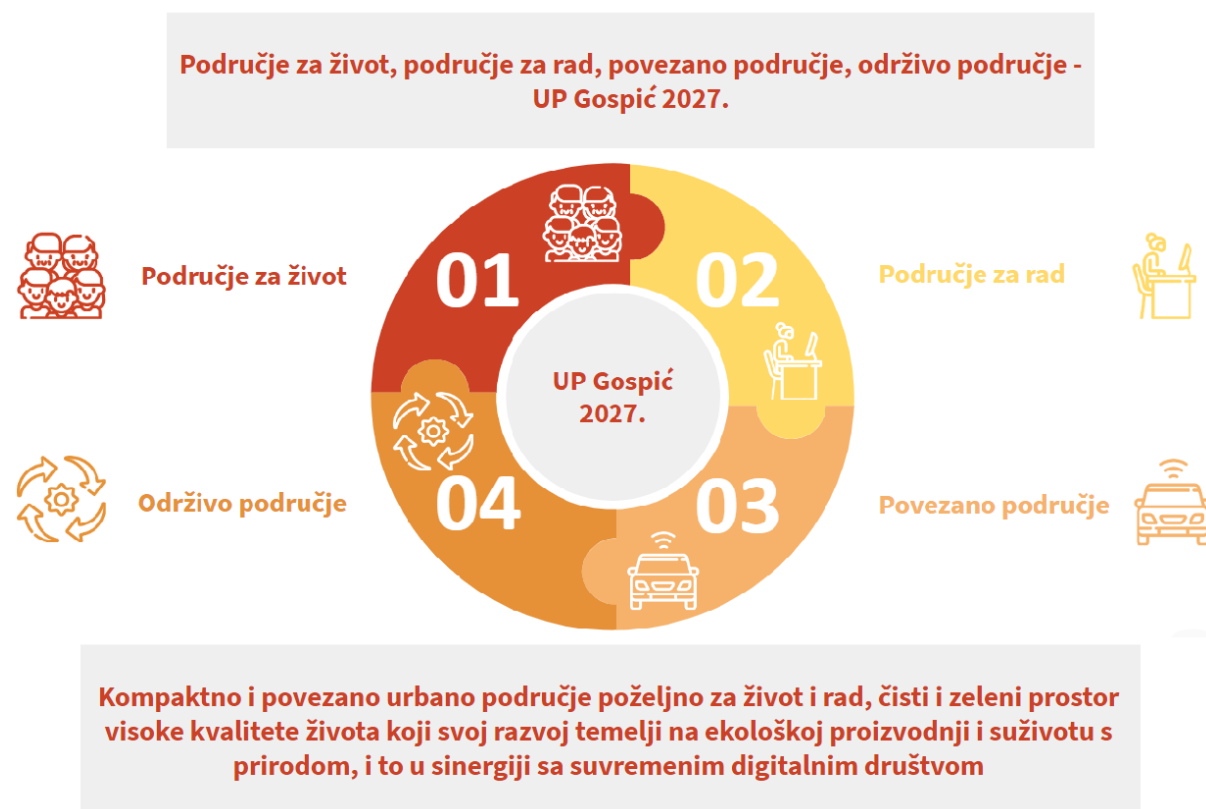 Područje za život, područje za rad, povezano područje, održivo područje -
UP Gospić 2027.
01
02
Područje za život
Područje za rad
UP Gospić
2027.
04
03
Održivo područje
Povezano područje
Kompaktno i povezano urbano područje poželjno za život i rad, čisti i zeleni prostor
visoke kvalitete života koji svoj razvoj temelji na ekološkoj proizvodnji i suživotu s
prirodom, i to u sinergiji sa suvremenim digitalnim društvom